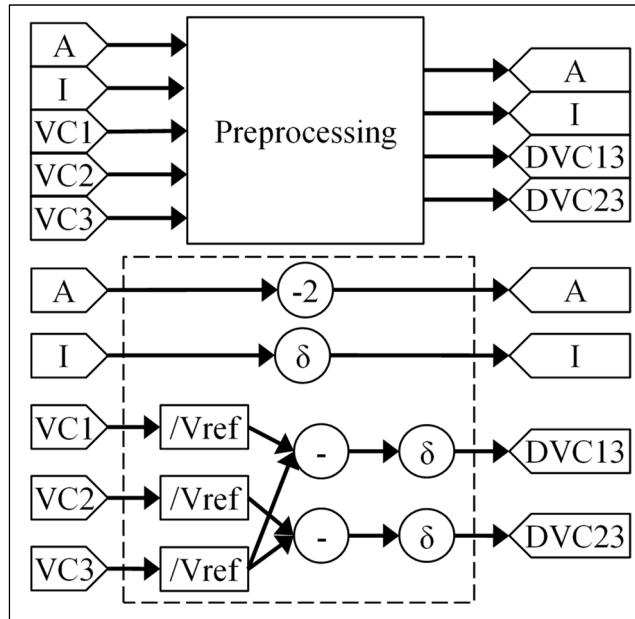 A
I
VC1
VC2
VC3
Preprocessing
A
I
DVC13
DVC23
A
-2
A
I
δ
I
VC1
/Vref
-
δ
DVC13
VC2
/Vref
-
δ
DVC23
VC3
/Vref